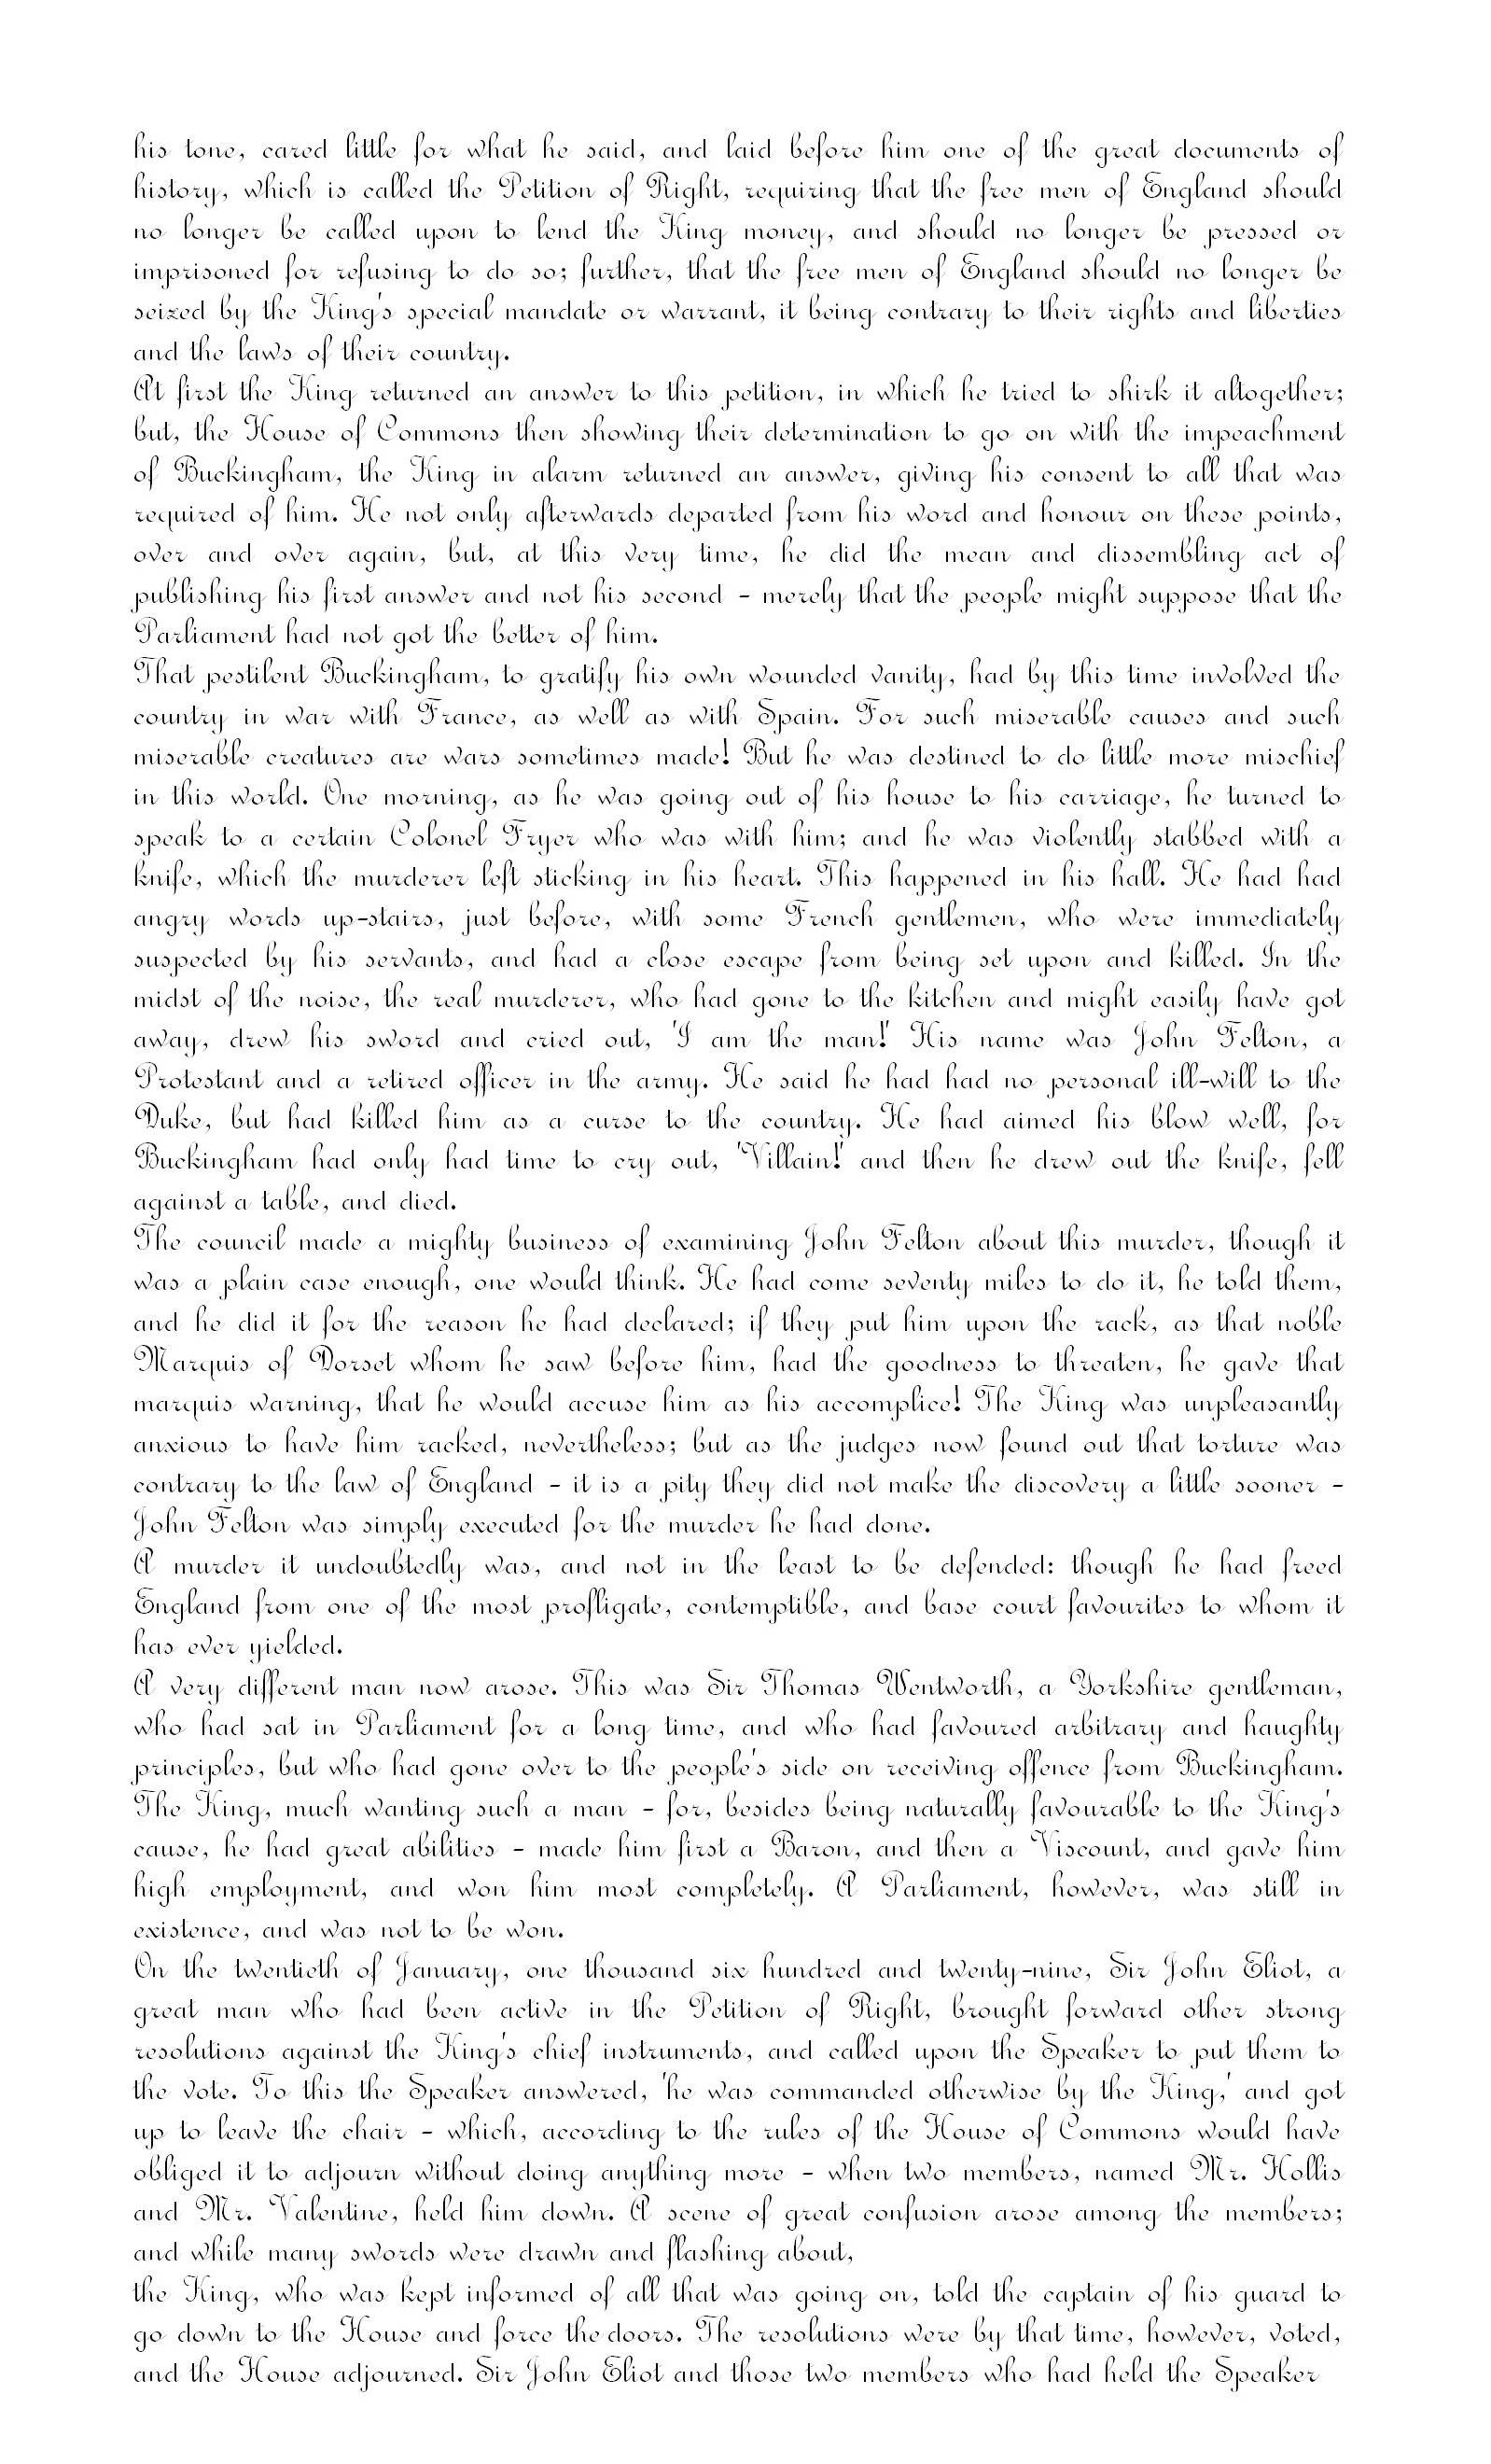 his tone, cared little for what he said, and laid before him one of the great documents of
history, which is called the Petition of Right, requiring that the free men of England should
no longer be called upon to lend the King money, and should no longer be pressed or
imprisoned for refusing to do so; further, that the free men of England should no longer be
seized by the King's special mandate or warrant, it being contrary to their rights and liberties
and the laws of their country.
At first the King returned an answer to this petition, in which he tried to shirk it altogether;
but, the House of Commons then showing their determination to go on with the impeachment
of Buckingham, the King in alarm returned an answer, giving his consent to all that was
required of him. He not only afterwards departed from his word and honour on these points,
over and over again, but, at this very time, he did the mean and dissembling act of
publishing his first answer and not his second - merely that the people might suppose that the
Parliament had not got the better of him.
That pestilent Buckingham, to gratify his own wounded vanity, had by this time involved the
country in war with France, as well as with Spain. For such miserable causes and such
miserable creatures are wars sometimes made! But he was destined to do little more mischief
in this world. One morning, as he was going out of his house to his carriage, he turned to
speak to a certain Colonel Fryer who was with him; and he was violently stabbed with a
knife, which the murderer left sticking in his heart. This happened in his hall. He had had
angry words up-stairs, just before, with some French gentlemen, who were immediately
suspected by his servants, and had a close escape from being set upon and killed. In the
midst of the noise, the real murderer, who had gone to the kitchen and might easily have got
away, drew his sword and cried out, 'I am the man!' His name was John Felton, a
Protestant and a retired officer in the army. He said he had had no personal ill-will to the
Duke, but had killed him as a curse to the country. He had aimed his blow well, for
Buckingham had only had time to cry out, 'Villain!' and then he drew out the knife, fell
against a table, and died.
The council made a mighty business of examining John Felton about this murder, though it
was a plain case enough, one would think. He had come seventy miles to do it, he told them,
and he did it for the reason he had declared; if they put him upon the rack, as that noble
Marquis of Dorset whom he saw before him, had the goodness to threaten, he gave that
marquis warning, that he would accuse him as his accomplice! The King was unpleasantly
anxious to have him racked, nevertheless; but as the judges now found out that torture was
contrary to the law of England - it is a pity they did not make the discovery a little sooner -
John Felton was simply executed for the murder he had done.
A murder it undoubtedly was, and not in the least to be defended: though he had freed
England from one of the most profligate, contemptible, and base court favourites to whom it
has ever yielded.
A very different man now arose. This was Sir Thomas Wentworth, a Yorkshire gentleman,
who had sat in Parliament for a long time, and who had favoured arbitrary and haughty
principles, but who had gone over to the people's side on receiving offence from Buckingham.
The King, much wanting such a man - for, besides being naturally favourable to the King's
cause, he had great abilities - made him first a Baron, and then a Viscount, and gave him
high employment, and won him most completely. A Parliament, however, was still in
existence, and was not to be won.
On the twentieth of January, one thousand six hundred and twenty-nine, Sir John Eliot, a
great man who had been active in the Petition of Right, brought forward other strong
resolutions against the King's chief instruments, and called upon the Speaker to put them to
the vote. To this the Speaker answered, 'he was commanded otherwise by the King,' and got
up to leave the chair - which, according to the rules of the House of Commons would have
obliged it to adjourn without doing anything more - when two members, named Mr. Hollis
and Mr. Valentine, held him down. A scene of great confusion arose among the members;
and while many swords were drawn and flashing about,
the King, who was kept informed of all that was going on, told the captain of his guard to
go down to the House and force the doors. The resolutions were by that time, however, voted,
and the House adjourned. Sir John Eliot and those two members who had held the Speaker